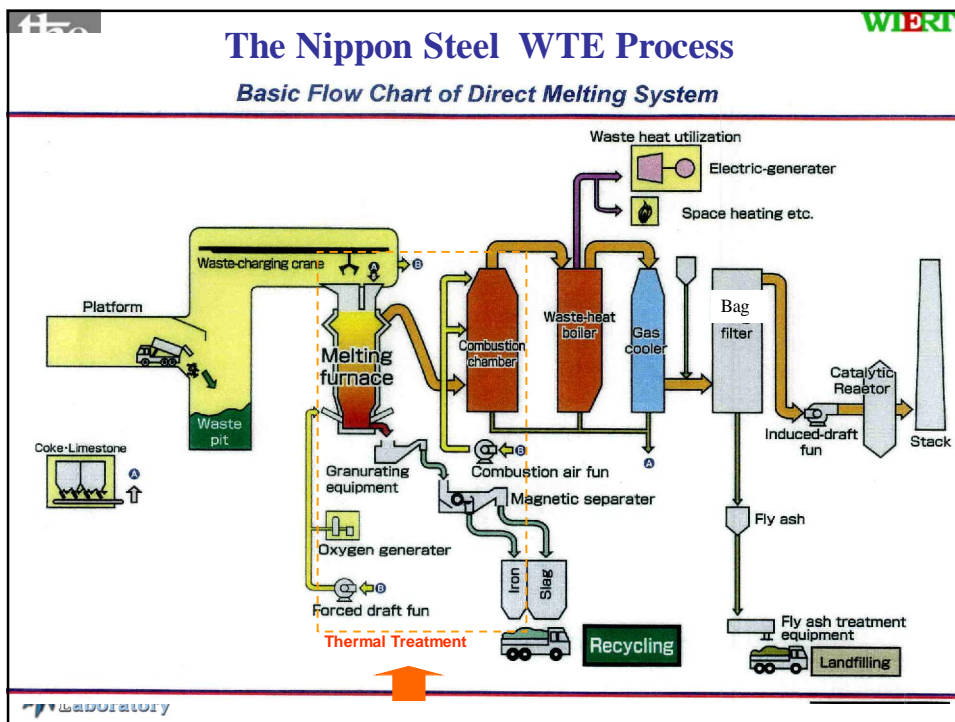 WTERT
The Nippon Steel WTE Process
Basic Flow Chart of Direct Melting System
Waste heat utilization
Electric-generater
Space heating etc.
Waste-charging crane
A
B
Platform
Melting
furnace
Combustion
chamber
Waste-heat
boiler
Gas
cooler
Bag
filter
Catalytic
Reactor
Induced-draft
fun
Stack
Waste
pit
Coke·Limestone
A
B
Combustion air fun
A
Granurating
equipment
Magnetic separater
Oxygen generater
Iron
Slag
Fly ash
B
Forced draft fun
Thermal Treatment
Recycling
Fly ash treatment
equipment
Landfilling
Laboratory